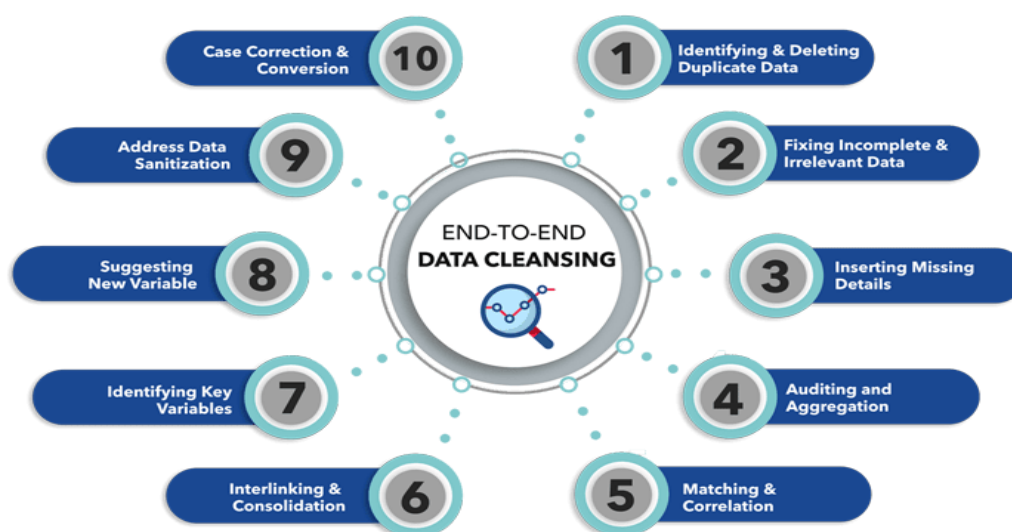 END-TO-END
DATA CLEANSING
1
Identifying & Deleting
Duplicate Data
2
Fixing Incomplete &
Irrelevant Data
3
Inserting Missing
Details
4
Auditing and
Aggregation
5
Matching &
Correlation
6
Interlinking &
Consolidation
7
Identifying Key
Variables
8
Suggesting
New Variable
9
Address Data
Sanitization
10
Case Correction &
Conversion